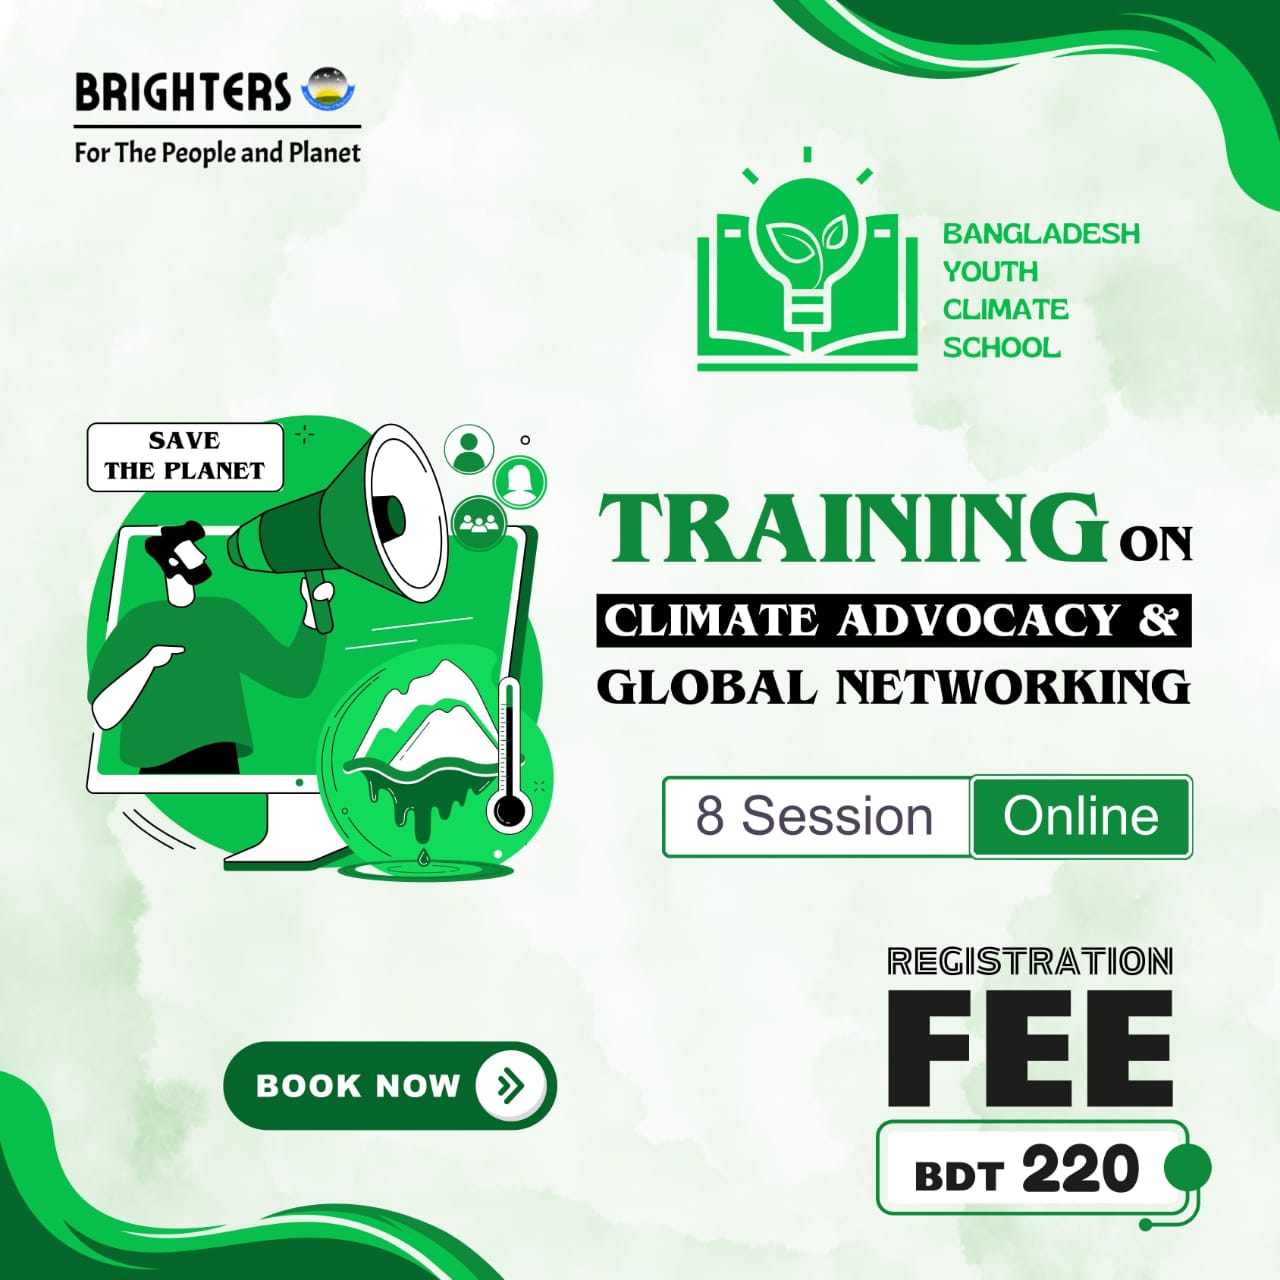 BRIGHTERS
For The People and Planet
BANGLADESH
YOUTH
CLIMATE
SCHOOL
SAVE
THE PLANET
TRAINING ON
CLIMATE ADVOCACY &
GLOBAL NETWORKING
8 Session Online
REGISTRATION
FEE
BDT 220
BOOK NOW